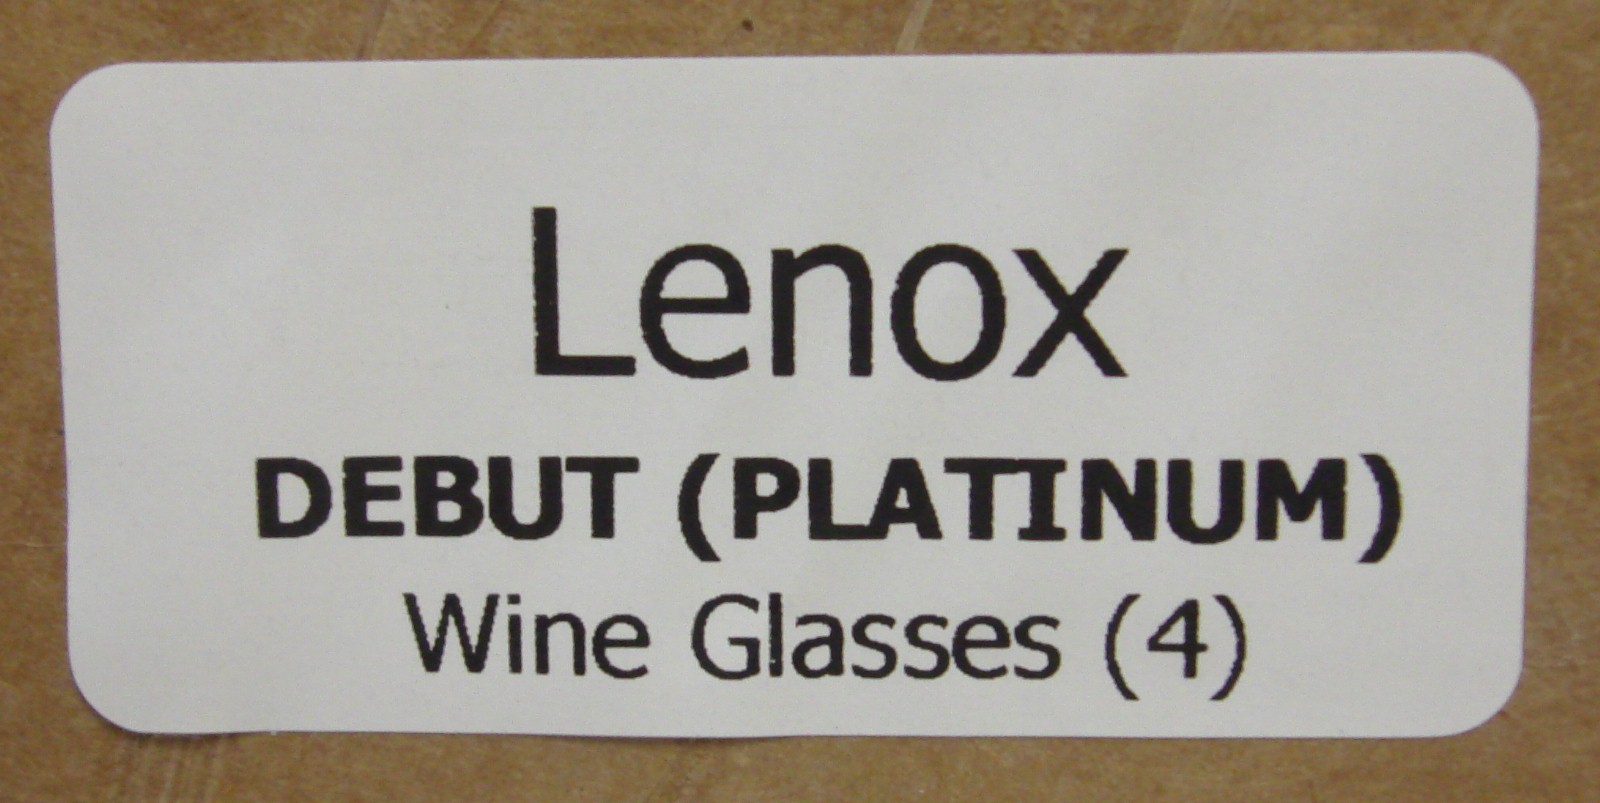 Lenox
DEBUT (PLATINUM)
Wine Glasses (4)